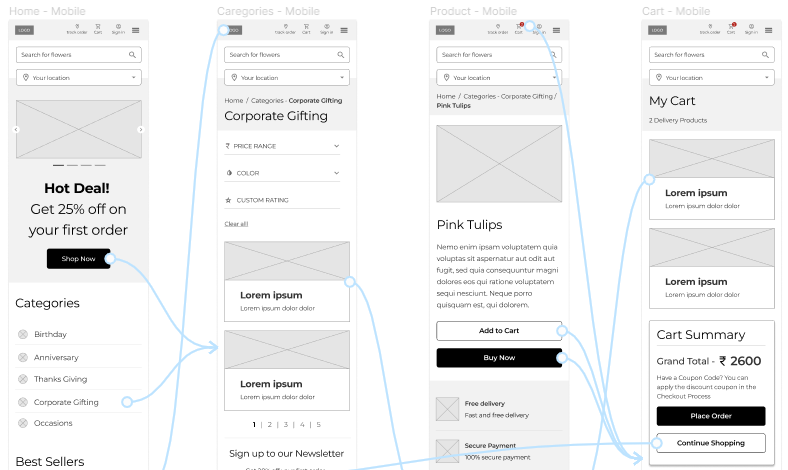 Home - Mobile
LOGO
track order
Cart
Sign in
Search for flowers
Your location
Hot Deal!
Get 25% off on
your first order
Shop Now
Categories
Birthday
Anniversary
Thanks Giving
Corporate Gifting
Occasions
Best Sellers
Caregories - Mobile
LOGO
track order
Cart
Sign in
Search for flowers
Your location
Home / Categories - Corporate Gifting
Corporate Gifting
₹ PRICE RANGE
COLOR
CUSTOM RATING
Clear all
Lorem ipsum
Lorem ipsum dolor dolor
Lorem ipsum
Lorem ipsum dolor dolor
1 | 2 | 3 | 4 | 5
Sign up to our Newsletter
Product - Mobile
LOGO
track order
Cart
Sign in
Search for flowers
Your location
Home / Categories - Corporate Gifting /
Pink Tulips
Pink Tulips
Nemo enim ipsam voluptatem quia
voluptas sit aspernatur aut odit aut
fugit, sed quia consequuntur magni
dolores eos qui ratione voluptatem
sequi nesciunt. Neque porro
quisquam est, qui dolorem.
Add to Cart
Buy Now
Free delivery
Fast and free delivery
Secure Payment
100% secure payment
Cart - Mobile
LOGO
track order
Cart
Sign in
Search for flowers
Your location
My Cart
2 Delivery Products
Lorem ipsum
Lorem ipsum dolor dolor
Lorem ipsum
Lorem ipsum dolor dolor
Cart Summary
Grand Total - ₹ 2600
Have a Coupon Code? You can
apply the discount coupon in the
Checkout Process
Place Order
Continue Shopping